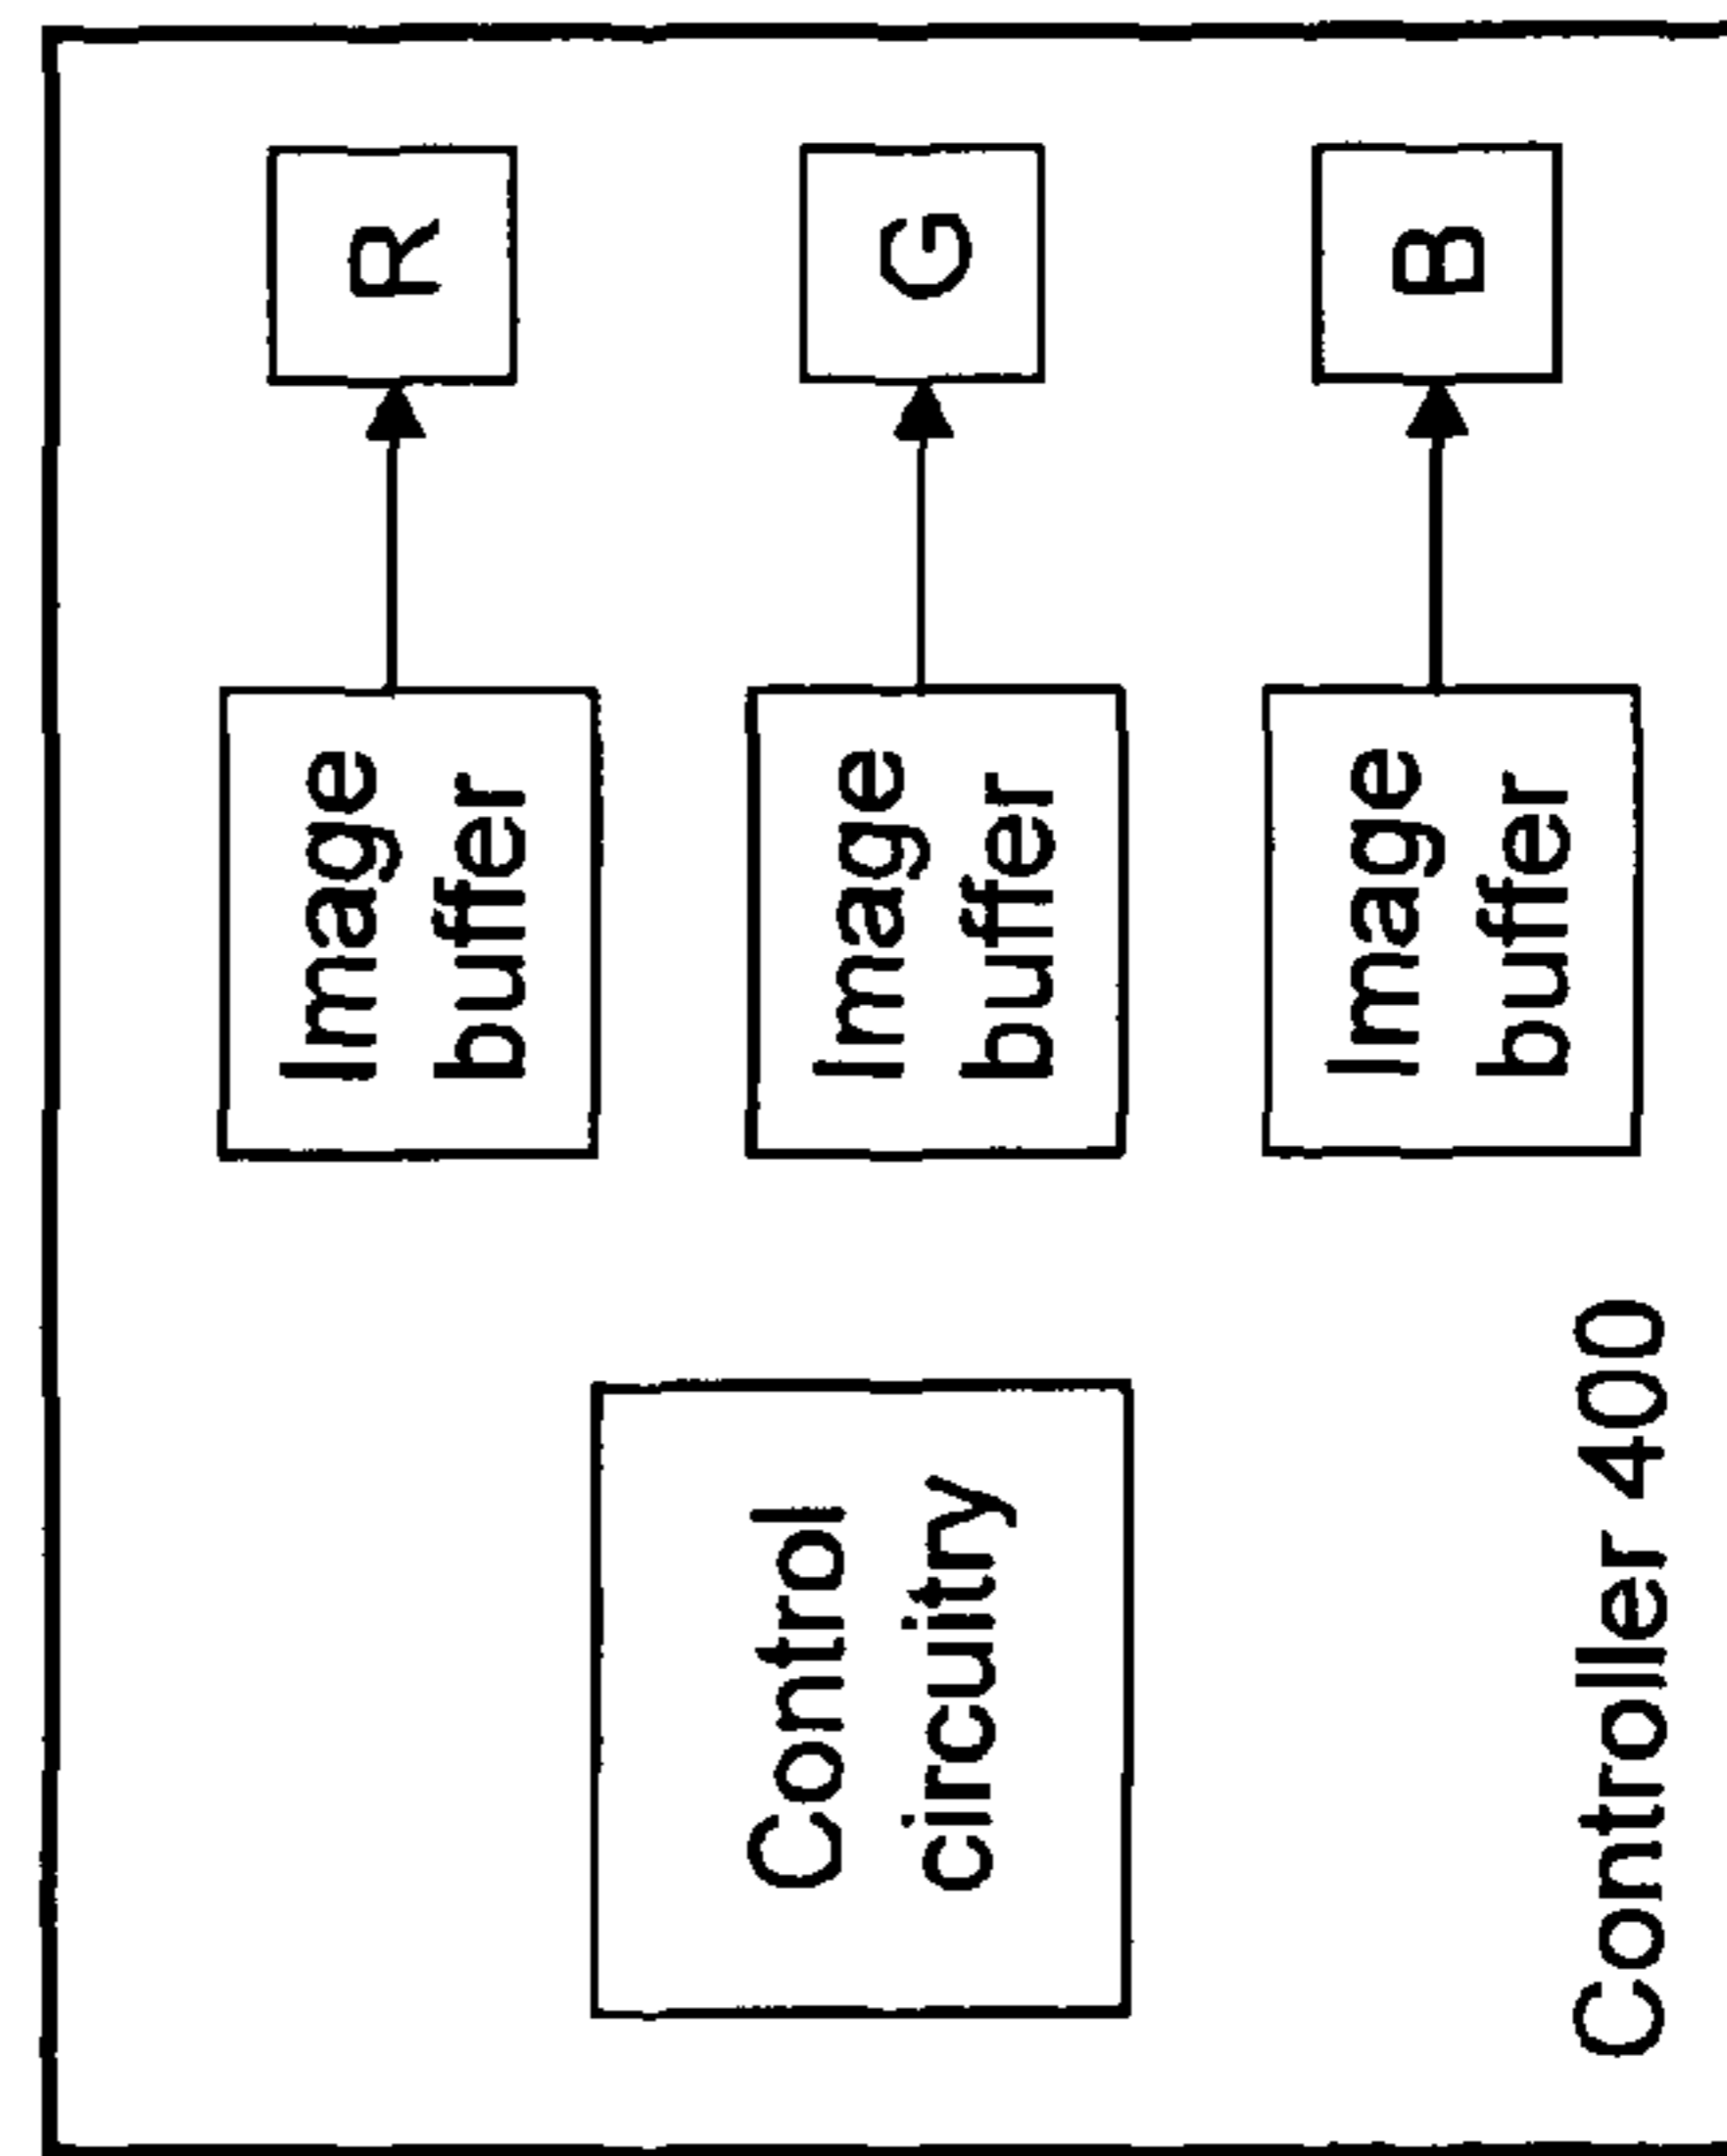 Control
circuitry
Image
buffer
R
Image
buffer
G
Image
buffer
B
Controller 400